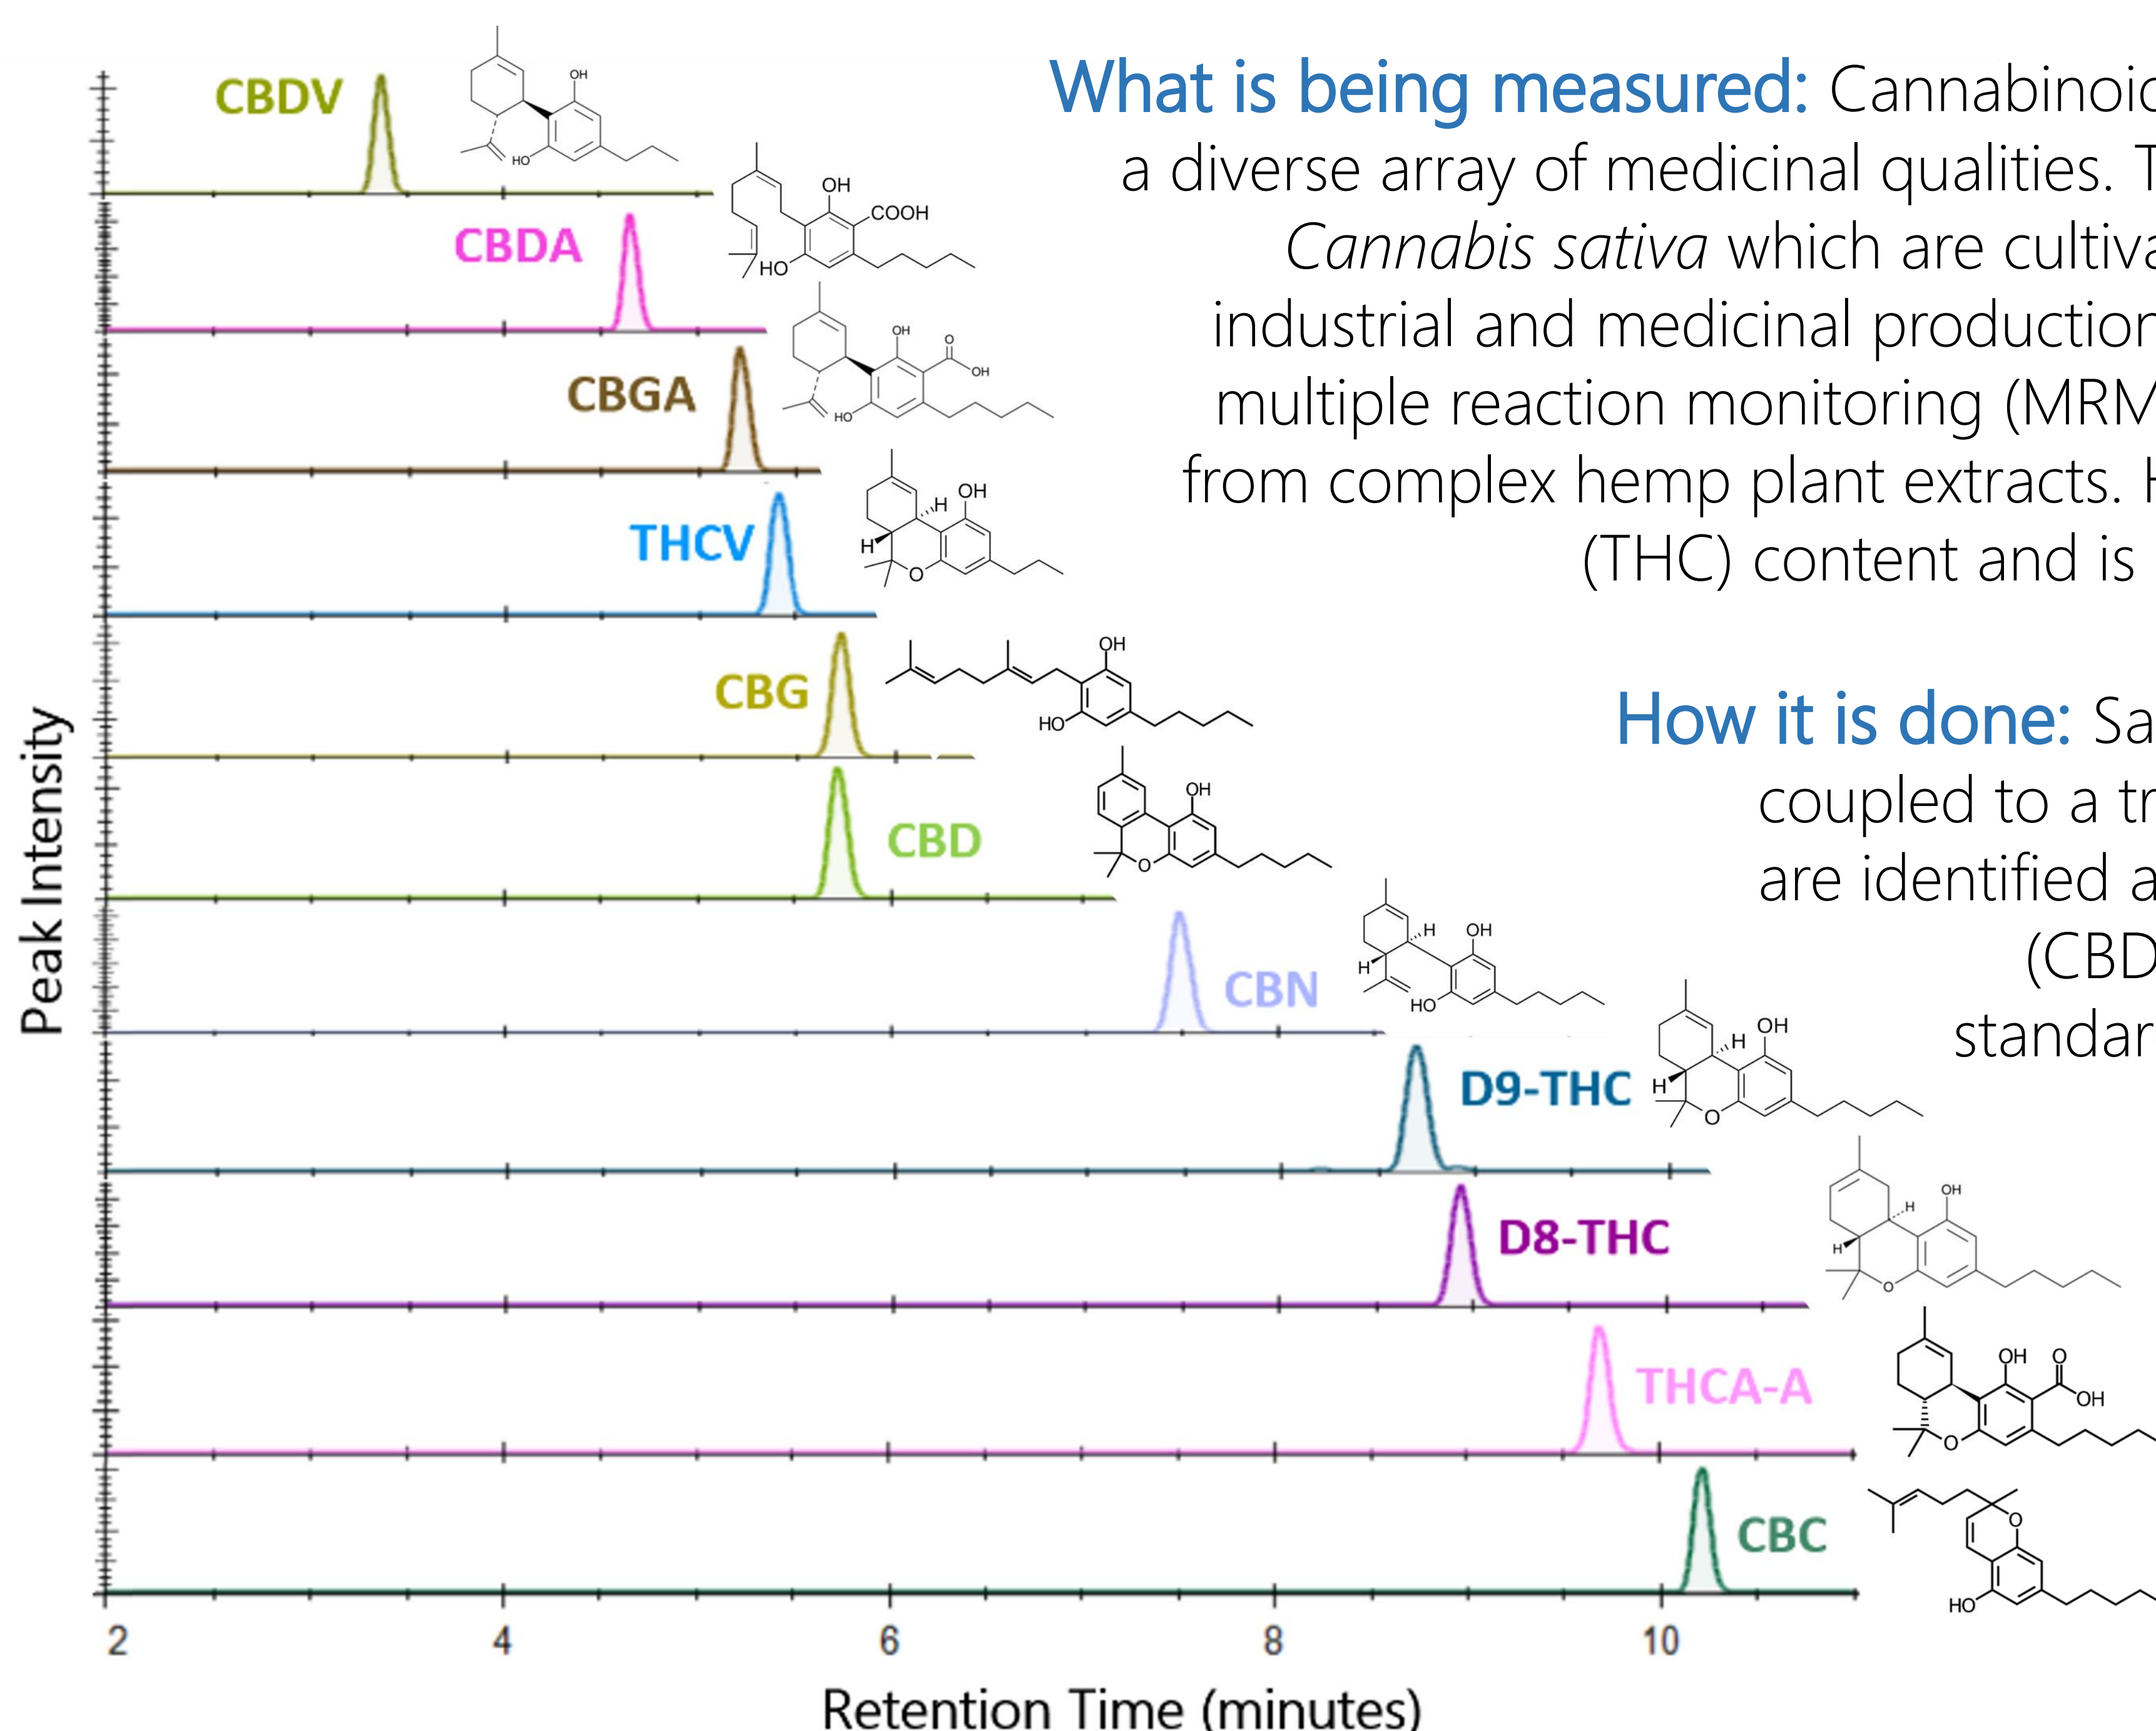 CBDV
OH
HO
What is being measured: Cannabinoid
a diverse array of medicinal qualities. T
Cannabis sativa which are cultiva
industrial and medicinal production
multiple reaction monitoring (MRM
from complex hemp plant extracts. H
(THC) content and is
CBDA
OH
COOH
HO
CBGA
OH
O
OH
HO
THCV
H
OH
H
O
CBG
OH
HO
How it is done: Sa
coupled to a tr
are identified a
(CBD
standar
CBD
OH
O
CBN
H
OH
H
HO
D9-THC
H
OH
H
O
D8-THC
OH
H
H
O
THCA-A
OH
O
OH
O
CBC
O
HO
Peak Intensity
2 4 6 8 10
Retention Time (minutes)